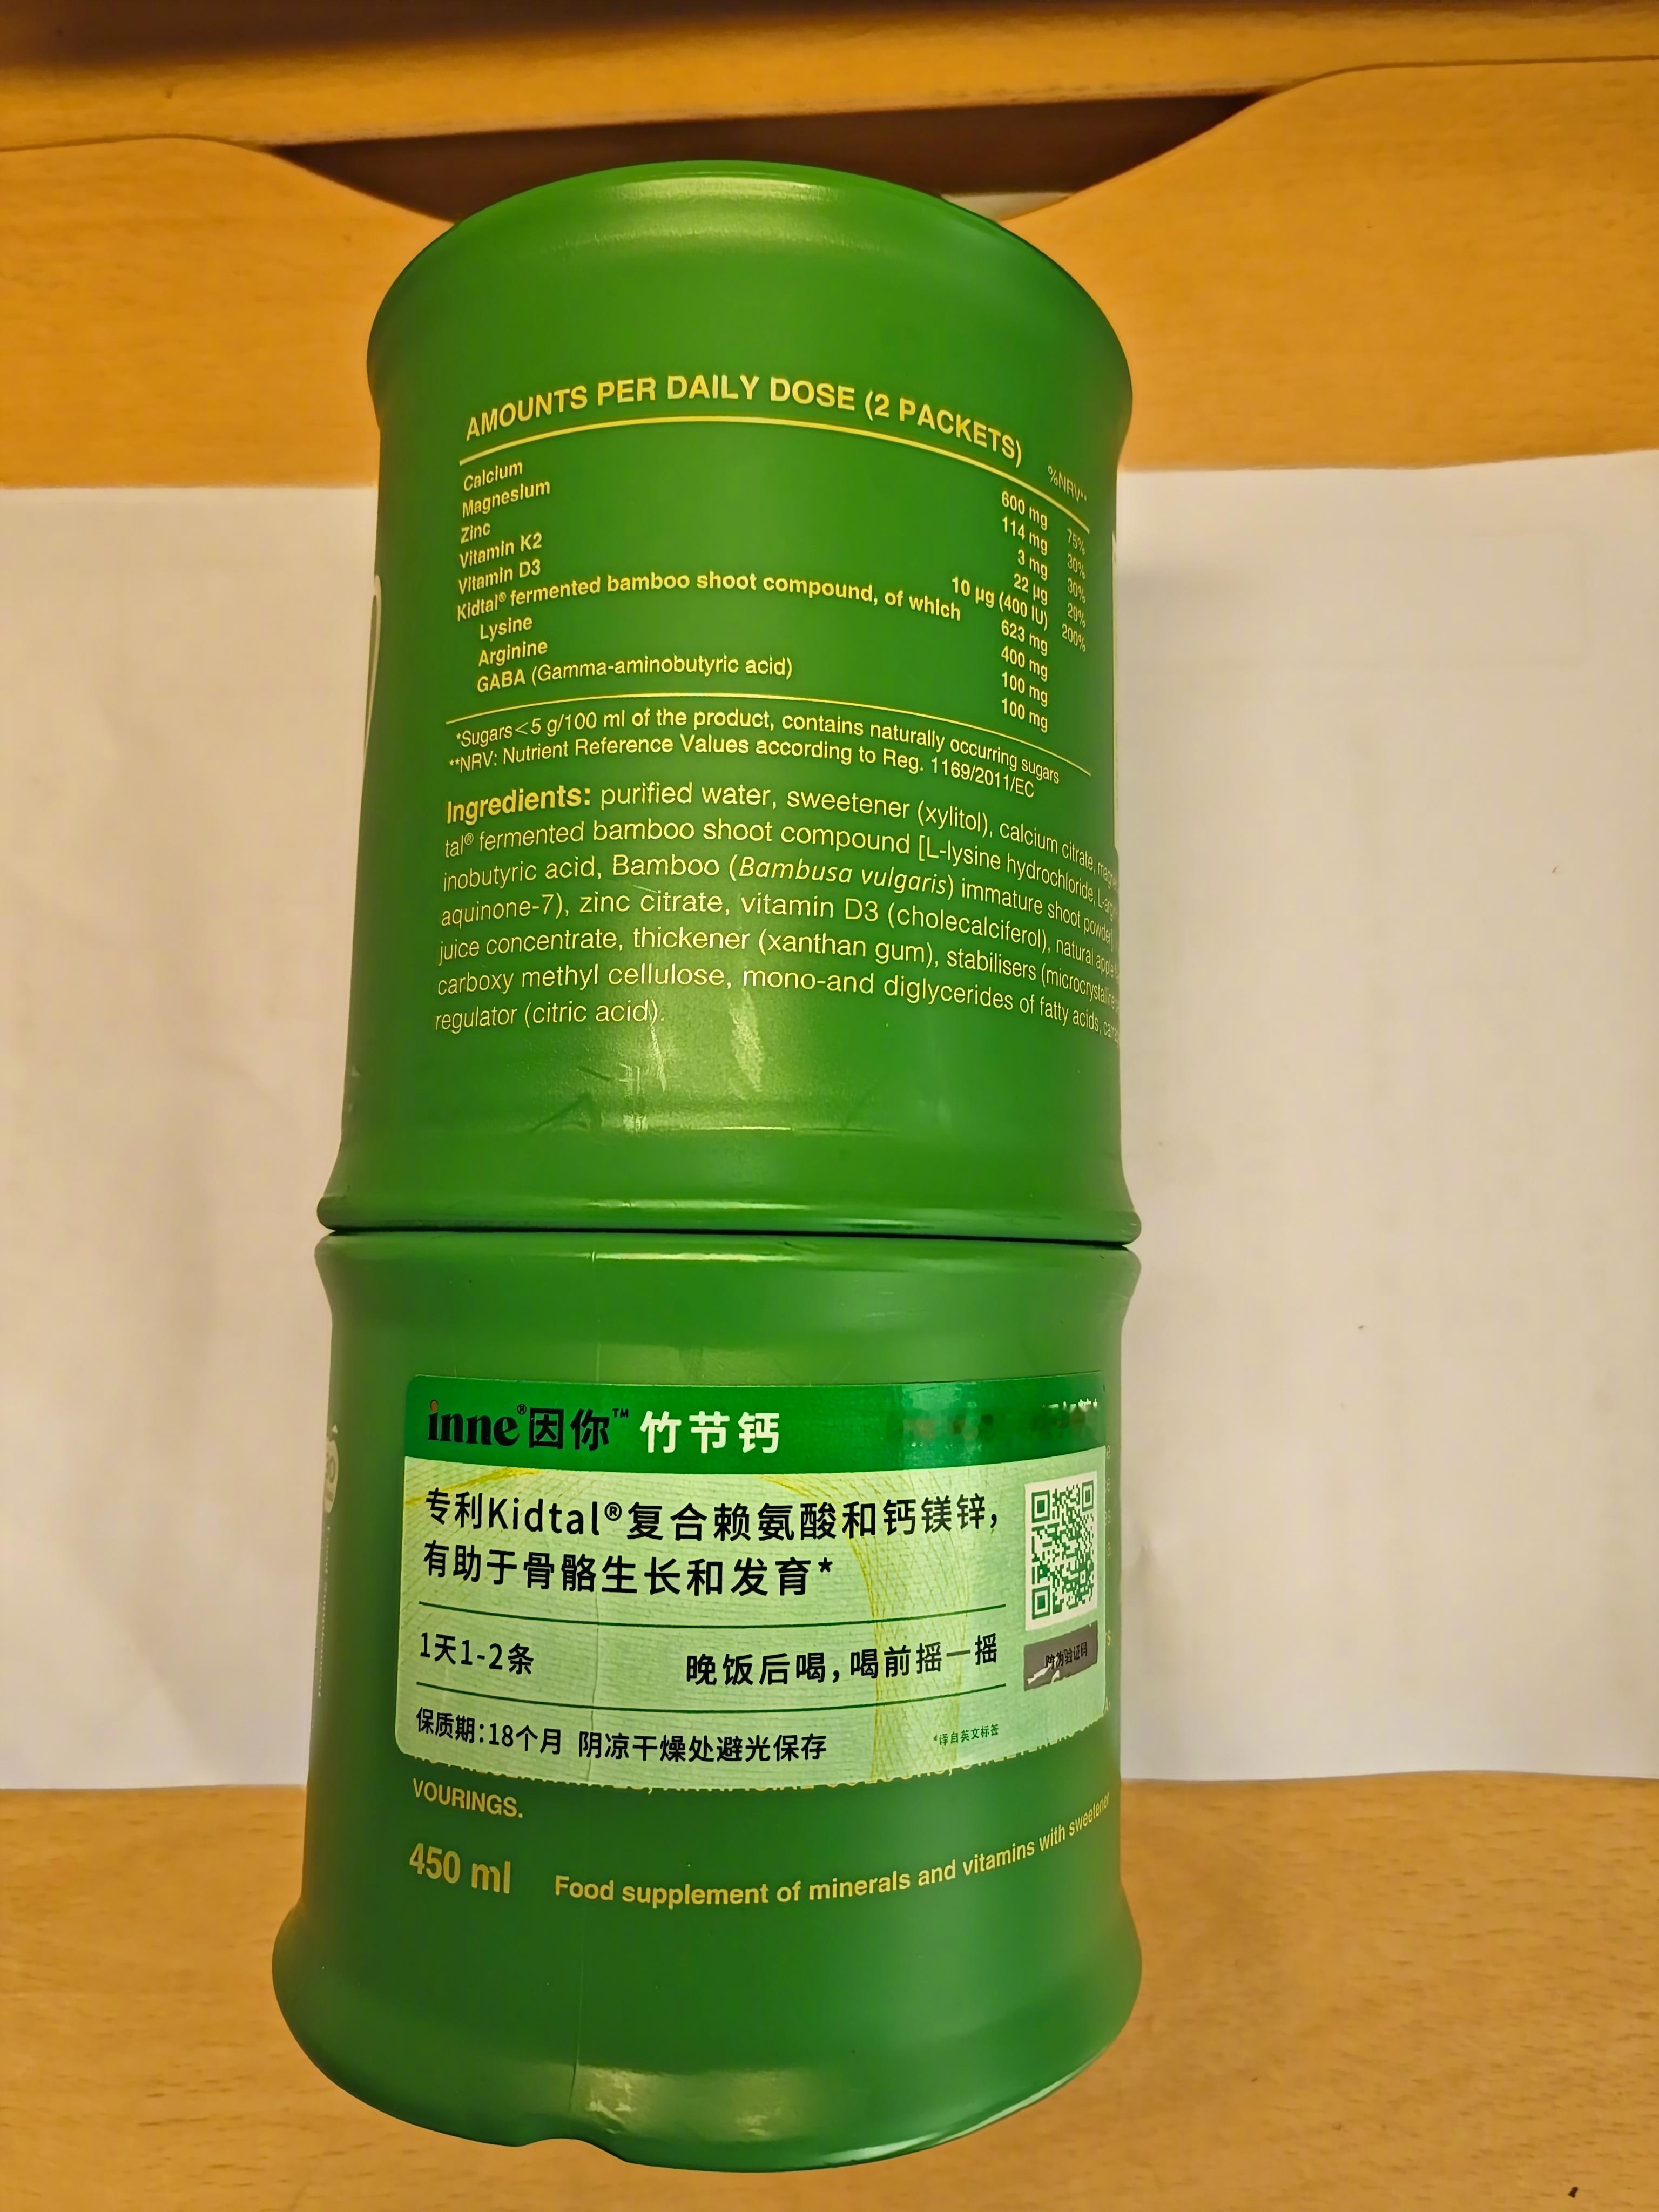 AMOUNTS PER DAILY DOSE (2 PACKETS)
%NRV**
Calcium 600 mg 75%
Magnesium 114 mg 30%
Zinc 3 mg 30%
Vitamin K2 22 µg 29%
Vitamin D3 10 µg (400 IU) 200%
Kidtal® fermented bamboo shoot compound, of which 623 mg
Lysine 400 mg
Arginine 100 mg
GABA (Gamma-aminobutyric acid) 100 mg
*Sugars<5 g/100 ml of the product, contains naturally occurring sugars
**NRV: Nutrient Reference Values according to Reg. 1169/2011/EC
Ingredients: purified water, sweetener (xylitol), calcium citrate,
tal® fermented bamboo shoot compound [L-lysine hydrochloride,
inobutyric acid, Bamboo (Bambusa vulgaris) immature shoot powder]
aquinone-7), zinc citrate, vitamin D3 (cholecalciferol), natural apple
juice concentrate, thickener (xanthan gum), stabilisers
carboxy methyl cellulose, mono-and diglycerides of fatty acids,
regulator (citric acid).
inne®因你™ 竹节钙
专利Kidtal®复合赖氨酸和钙镁锌,
有助于骨骼生长和发育*
1天1-2条 晚饭后喝,喝前摇一摇
保质期:18个月 阴凉干燥处避光保存
*译自英文标签
VOURINGS.
450 ml Food supplement of minerals and vitamins with sweetener